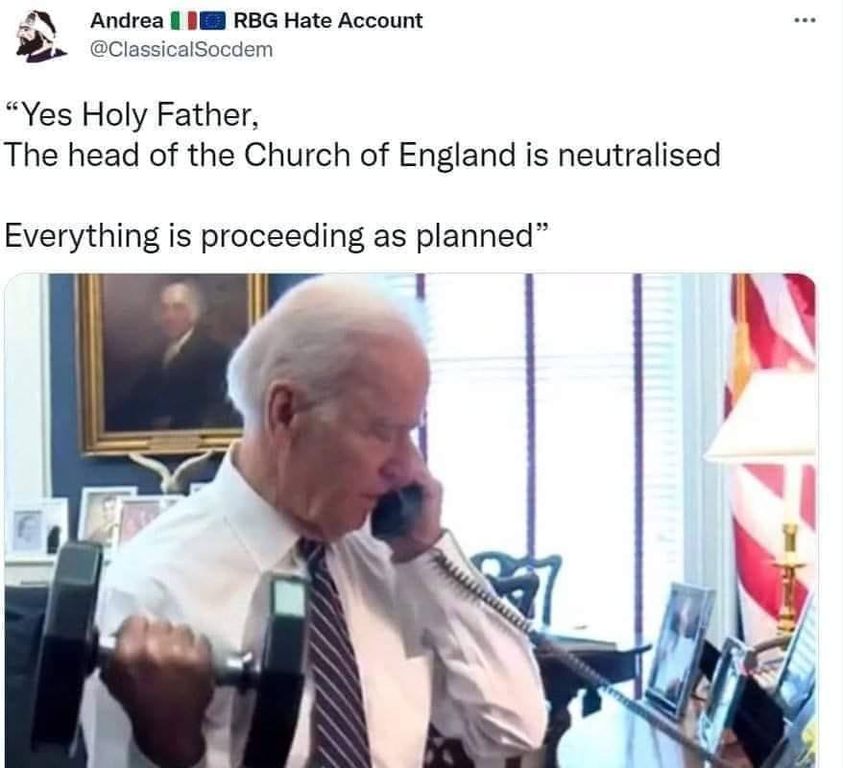 Andrea 🇮🇹🇪🇺 RBG Hate Account
@ClassicalSocdem
“Yes Holy Father,
The head of the Church of England is neutralised
Everything is proceeding as planned”